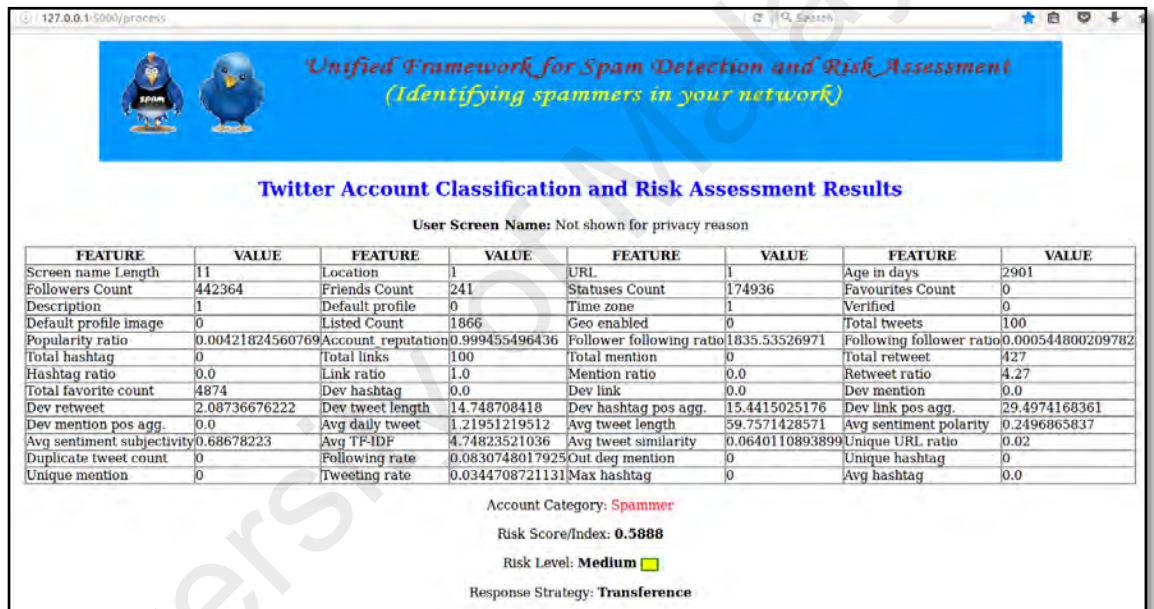 127.0.0.1:5000/process
Search
SPAM
Unified Framework for Spam Detection and Risk Assessment
(Identifying spammers in your network)
Twitter Account Classification and Risk Assessment Results
User Screen Name: Not shown for privacy reason
FEATURE VALUE FEATURE VALUE FEATURE VALUE FEATURE VALUE
Screen name Length 11 Location 1 URL 1 Age in days 2901
Followers Count 442364 Friends Count 241 Statuses Count 174936 Favourites Count 0
Description 1 Default profile 0 Time zone 1 Verified 0
Default profile image 0 Listed Count 1866 Geo enabled 0 Total tweets 100
Popularity ratio 0.00421824560769 Account_reputation 0.999455496436 Follower following ratio 1835.53526971 Following follower ratio 0.000544800209782
Total hashtag 0 Total links 100 Total mention 0 Total retweet 427
Hashtag ratio 0.0 Link ratio 1.0 Mention ratio 0.0 Retweet ratio 4.27
Total favorite count 4874 Dev hashtag 0.0 Dev link 0.0 Dev mention 0.0
Dev retweet 2.08736676222 Dev tweet length 14.748708418 Dev hashtag pos agg. 15.4415025176 Dev link pos agg. 29.4974168361
Dev mention pos agg. 0.0 Avg daily tweet 1.21951219512 Avg tweet length 59.7571428571 Avg sentiment polarity 0.2496865837
Avg sentiment subjectivity 0.68678223 Avg TF-IDF 4.74823521036 Avg tweet similarity 0.0640110893899 Unique URL ratio 0.02
Duplicate tweet count 0 Following rate 0.0830748017925 Out deg mention 0 Unique hashtag 0
Unique mention 0 Tweeting rate 0.0344708721131 Max hashtag 0 Avg hashtag 0.0
Account Category: Spammer
Risk Score/Index: 0.5888
Risk Level: Medium
Response Strategy: Transference